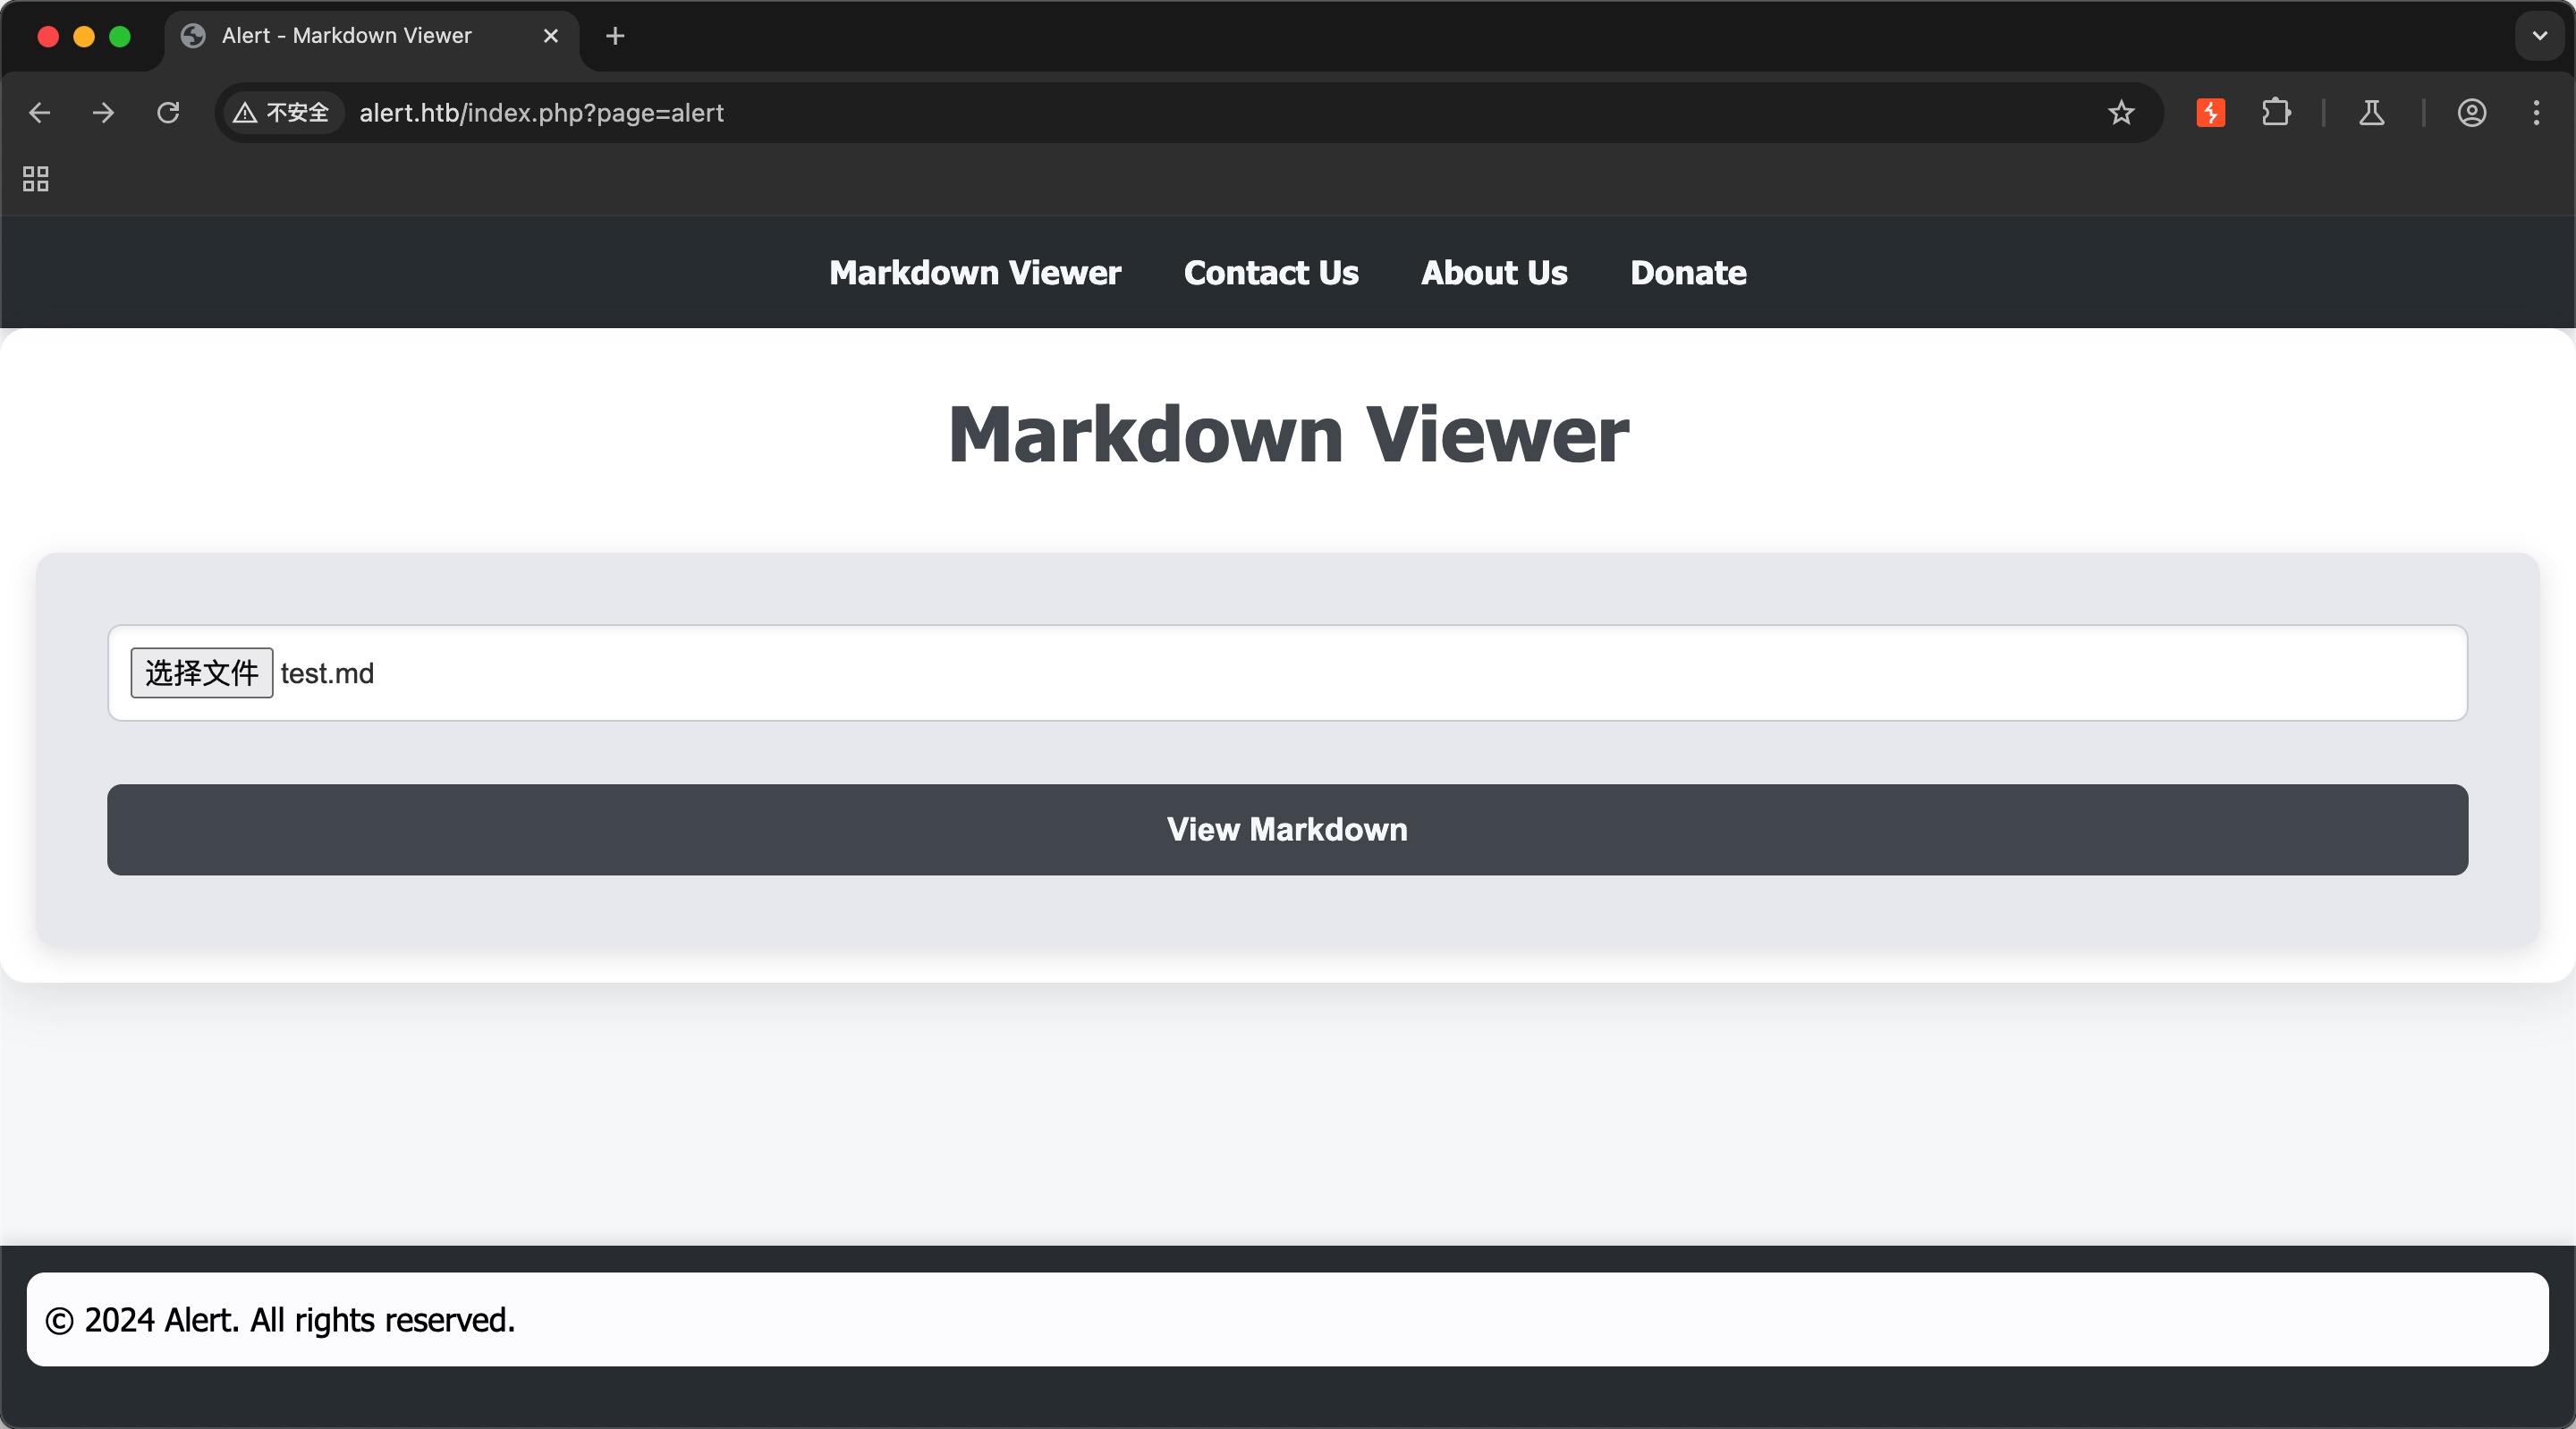 Alert - Markdown Viewer
不安全 alert.htb/index.php?page=alert
Markdown Viewer Contact Us About Us Donate
Markdown Viewer
选择文件 test.md
View Markdown
© 2024 Alert. All rights reserved.